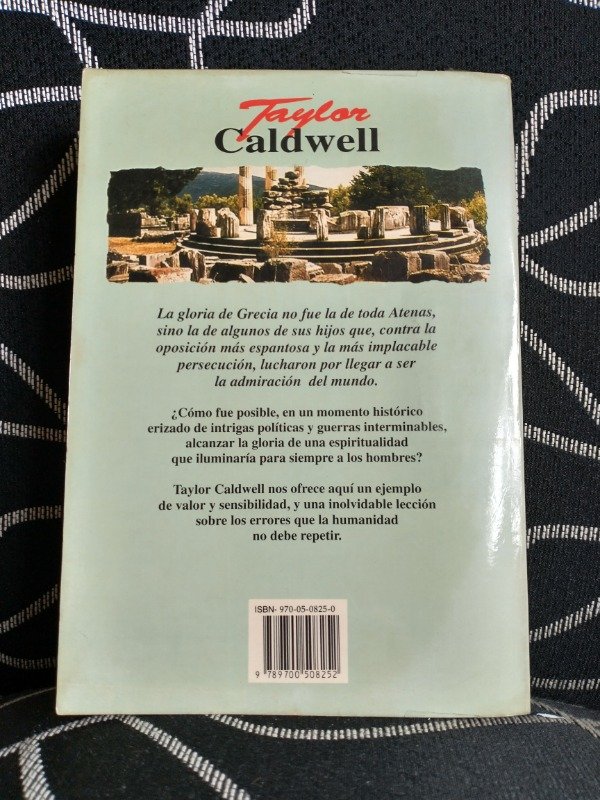 Taylor
Caldwell
La gloria de Grecia no fue la de toda Atenas,
sino la de algunos de sus hijos que, contra la
oposición más espantosa y la más implacable
persecución, lucharon por llegar a ser
la admiración del mundo.
¿Cómo fue posible, en un momento histórico
erizado de intrigas políticas y guerras interminables,
alcanzar la gloria de una espiritualidad
que iluminaría para siempre a los hombres?
Taylor Caldwell nos ofrece aquí un ejemplo
de valor y sensibilidad, y una inolvidable lección
sobre los errores que la humanidad
no debe repetir.
ISBN- 970-05-0825-0
9 789700 508252